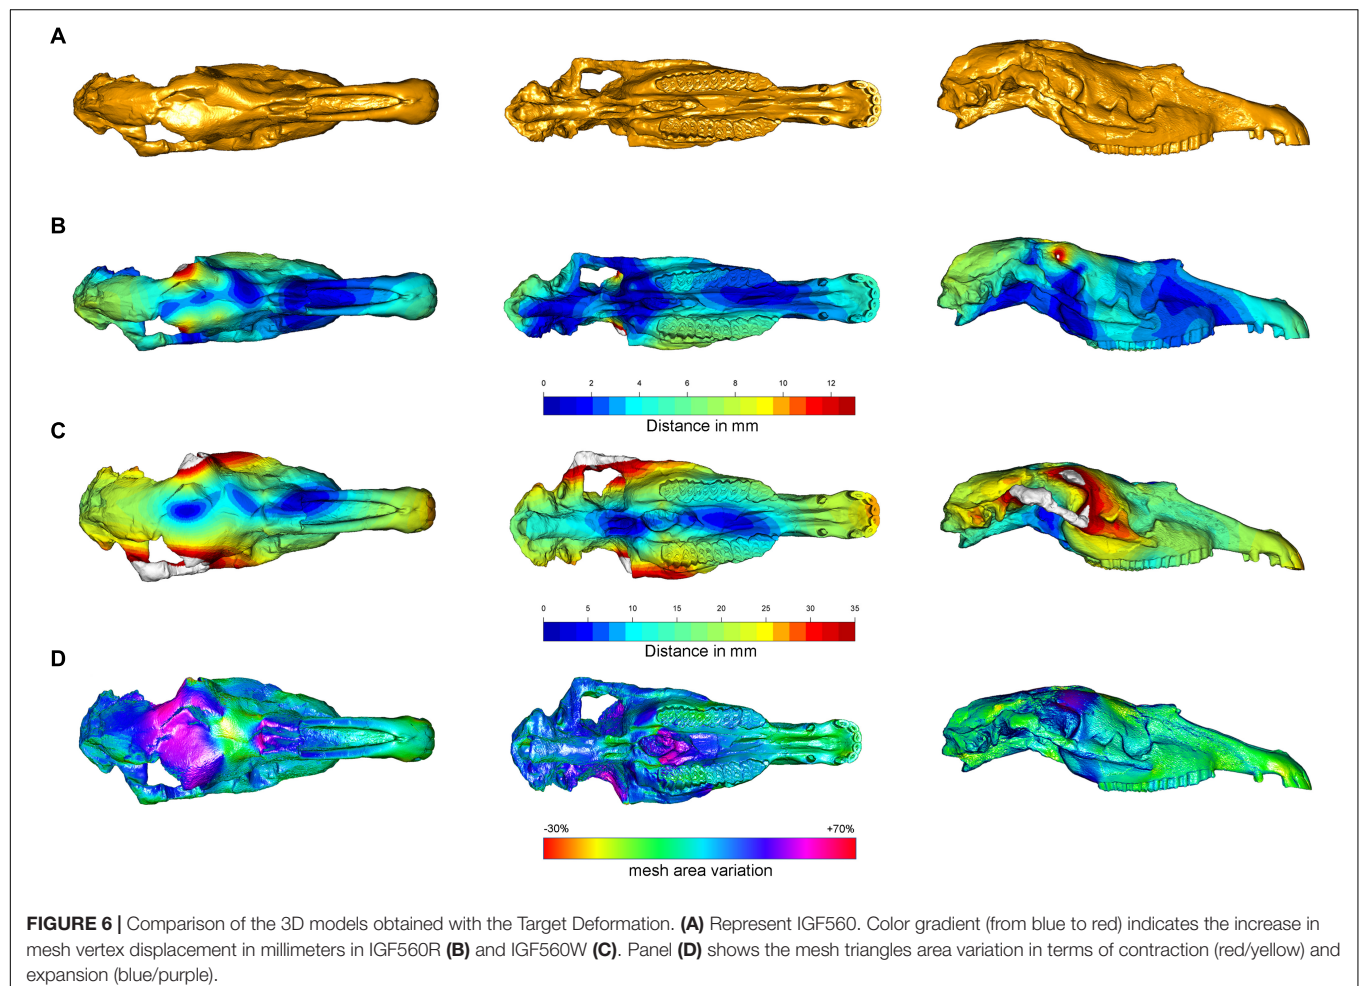 A
B
0 2 4 6 8 10 12
Distance in mm
C
0 5 10 15 20 25 30 35
Distance in mm
D
-30% +70%
mesh area variation
FIGURE 6 | Comparison of the 3D models obtained with the Target Deformation. (A) Represent IGF560. Color gradient (from blue to red) indicates the increase in
mesh vertex displacement in millimeters in IGF560R (B) and IGF560W (C). Panel (D) shows the mesh triangles area variation in terms of contraction (red/yellow) and
expansion (blue/purple).